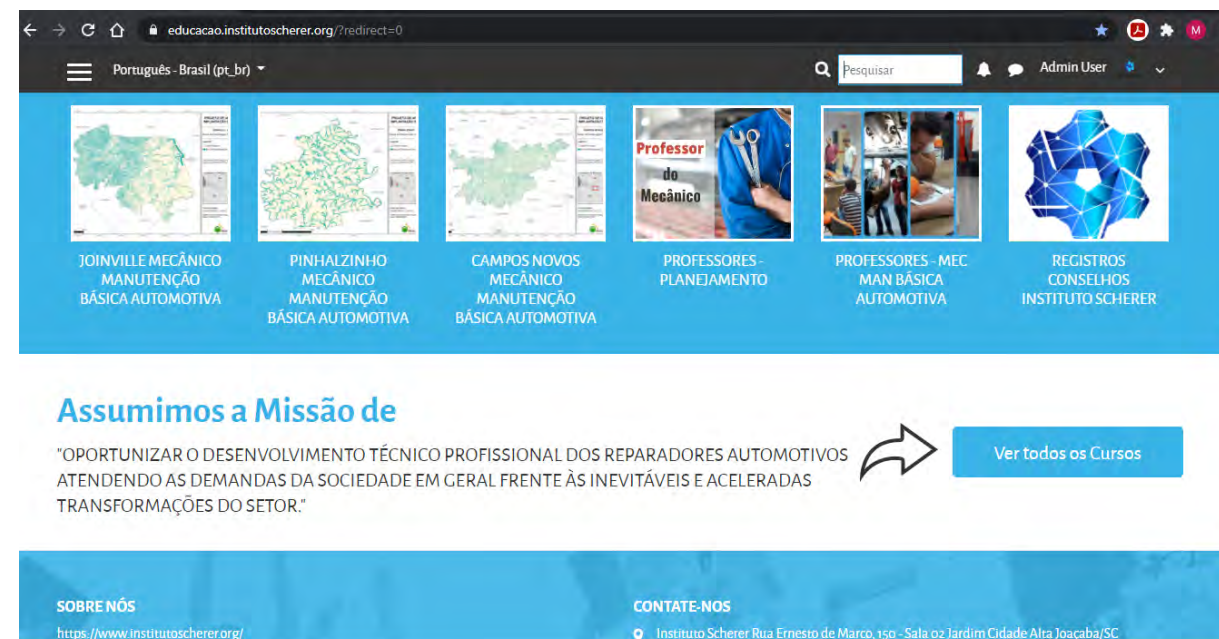 educacao.institutoscherer.org/?redirect=0
M
Português - Brasil (pt_br)
Pesquisar
Admin User
Professor
do
Mecânico
JOINVILLE MECÂNICO
MANUTENÇÃO
BÁSICA AUTOMOTIVA
PINHALZINHO
MECÂNICO
MANUTENÇÃO
BÁSICA AUTOMOTIVA
CAMPOS NOVOS
MECÂNICO
MANUTENÇÃO
BÁSICA AUTOMOTIVA
PROFESSORES -
PLANEJAMENTO
PROFESSORES - MEC
MAN BÁSICA
AUTOMOTIVA
REGISTROS
CONSELHOS
INSTITUTO SCHERER
Assumimos a Missão de
"OPORTUNIZAR O DESENVOLVIMENTO TÉCNICO PROFISSIONAL DOS REPARADORES AUTOMOTIVOS
ATENDENDO AS DEMANDAS DA SOCIEDADE EM GERAL FRENTE ÀS INEVITÁVEIS E ACELERADAS
TRANSFORMAÇÕES DO SETOR."
Ver todos os Cursos
SOBRE NÓS
https://www.institutoscherer.org/
CONTATE-NOS
Instituto Scherer Rua Ernesto de Marco, 150 - Sala 02 Jardim Cidade Alta Joaçaba/SC